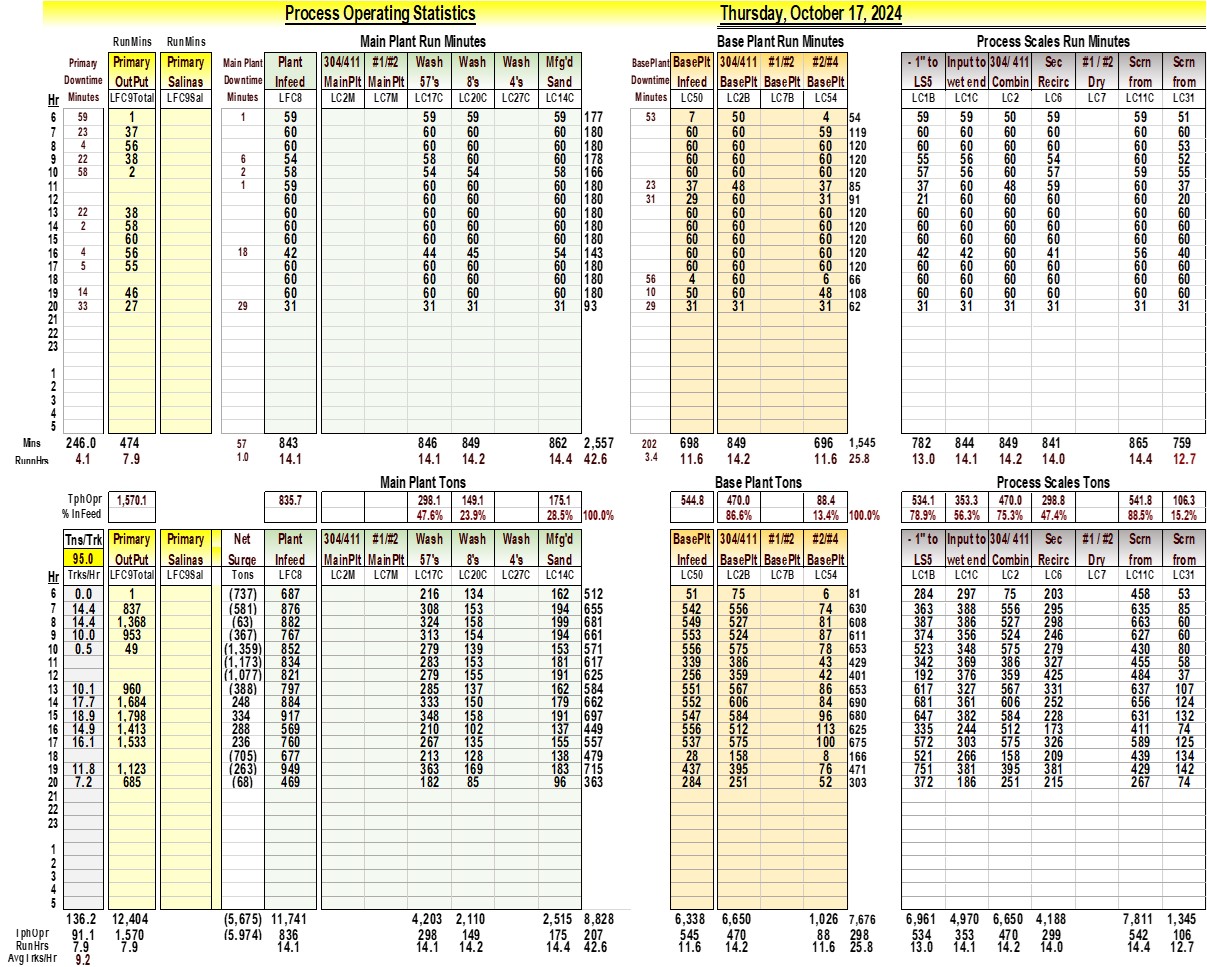 Process Operating Statistics Thursday, October 17, 2024
RunMins RunMins Main Plant Run Minutes Base Plant Run Minutes Process Scales Run Minutes
Primary Primary Primary Main Plant Plant 304/411 #1/#2 Wash Wash Wash Mfg'd BasePlant BasePlt 304/411 #1/#2 #2/#4 - 1" to Input to 304/ 411 Sec #1 / #2 Scrn Scrn
Downtime OutPut Salinas Downtime Infeed MainPlt MainPlt 57's 8's 4's Sand Downtime Infeed BasePlt BasePlt BasePlt LS5 wet end Combin Recirc Dry from from
Hr Minutes LFC9Total LFC9Sal Minutes LFC8 LC2M LC7M LC17C LC20C LC27C LC14C Minutes LC50 LC2B LC7B LC54 LC1B LC1C LC2 LC6 LC7 LC11C LC31
6 59 1 1 59 59 59 59 177 53 7 50 4 54 59 59 50 59 59 51
7 23 37 60 60 60 60 180 60 60 59 119 60 60 60 60 60 60
8 4 56 60 60 60 60 180 60 60 60 120 60 60 60 60 60 53
9 22 38 6 54 58 60 60 178 60 60 60 120 55 56 60 54 60 52
10 58 2 2 58 54 54 58 166 60 60 60 120 57 56 60 57 59 55
11 1 59 60 60 60 180 23 37 48 37 85 37 60 48 59 60 37
12 60 60 60 60 180 31 29 60 31 91 21 60 60 60 60 20
13 22 38 60 60 60 60 180 60 60 60 120 60 60 60 60 60 60
14 2 58 60 60 60 60 180 60 60 60 120 60 60 60 60 60 60
15 60 60 60 60 60 180 60 60 60 120 60 60 60 60 60 60
16 4 56 18 42 44 45 54 143 60 60 60 120 42 42 60 41 56 40
17 5 55 60 60 60 60 180 60 60 60 120 60 60 60 60 60 60
18 60 60 60 60 180 56 4 60 6 66 60 60 60 60 60 60
19 14 46 60 60 60 60 180 10 50 60 48 108 60 60 60 60 60 60
20 33 27 29 31 31 31 31 93 29 31 31 31 62 31 31 31 31 31 31
21
22
23
1
2
3
4
5
Mins 246.0 474 57 843 846 849 862 2,557 202 698 849 696 1,545 782 844 849 841 865 759
RunnHrs 4.1 7.9 1.0 14.1 14.1 14.2 14.4 42.6 3.4 11.6 14.2 11.6 25.8 13.0 14.1 14.2 14.0 14.4 12.7
Main Plant Tons Base Plant Tons Process Scales Tons
TphOpr 1,570.1 835.7 298.1 149.1 175.1 544.8 470.0 88.4 534.1 353.3 470.0 298.8 541.8 106.3
% InFeed 47.6% 23.9% 28.5% 100.0% 86.6% 13.4% 100.0% 78.9% 56.3% 75.3% 47.4% 88.5% 15.2%
Tns/Trk Primary Primary Net Plant 304/411 #1/#2 Wash Wash Wash Mfg'd BasePlt 304/411 #1/#2 #2/#4 - 1" to Input to 304/ 411 Sec #1 / #2 Scrn Scrn
95.0 OutPut Salinas Surge Infeed MainPlt MainPlt 57's 8's 4's Sand Infeed BasePlt BasePlt BasePlt LS5 wet end Combin Recirc Dry from from
Hr Trks/Hr LFC9Total LFC9Sal Tons LFC8 LC2M LC7M LC17C LC20C LC27C LC14C LC50 LC2B LC7B LC54 LC1B LC1C LC2 LC6 LC7 LC11C LC31
6 0.0 1 (737) 687 216 134 162 512 51 75 6 81 284 297 75 203 458 53
7 14.4 837 (581) 876 308 153 194 655 542 556 74 630 363 388 556 295 635 85
8 14.4 1,368 (63) 882 324 158 199 681 549 527 81 608 387 386 527 298 663 60
9 10.0 953 (367) 767 313 154 194 661 553 524 87 611 374 356 524 246 627 60
10 0.5 49 (1,359) 852 279 139 153 571 556 575 78 653 523 348 575 279 430 80
11 (1,173) 834 283 153 181 617 339 386 43 429 342 369 386 327 455 58
12 (1,077) 821 279 155 191 625 256 359 42 401 192 376 359 425 484 37
13 10.1 960 (388) 797 285 137 162 584 551 567 86 653 617 327 567 331 637 107
14 17.7 1,684 248 884 333 150 179 662 552 606 84 690 681 361 606 252 656 124
15 18.9 1,798 334 917 348 158 191 697 547 584 96 680 647 382 584 228 631 132
16 14.9 1,413 288 569 210 102 137 449 556 512 113 625 335 244 512 173 411 74
17 16.1 1,533 236 760 267 135 155 557 537 575 100 675 572 303 575 326 589 125
18 (705) 677 213 128 138 479 28 158 8 166 521 266 158 209 439 134
19 11.8 1,123 (263) 949 363 169 183 715 437 395 76 471 751 381 395 381 429 142
20 7.2 685 (68) 469 182 85 96 363 284 251 52 303 372 186 251 215 267 74
21
22
23
1
2
3
4
5
136.2 12,404 (5,675) 11,741 4,203 2,110 2,515 8,828 6,338 6,650 1,026 7,676 6,961 4,970 6,650 4,188 7,811 1,345
TphOpr 91.1 1,570 (5,974) 836 298 149 175 207 545 470 88 298 534 353 470 299 542 106
RunHrs 7.9 7.9 14.1 14.1 14.2 14.4 42.6 11.6 14.2 11.6 25.8 13.0 14.1 14.2 14.0 14.4 12.7
AvgTrks/Hr 9.2